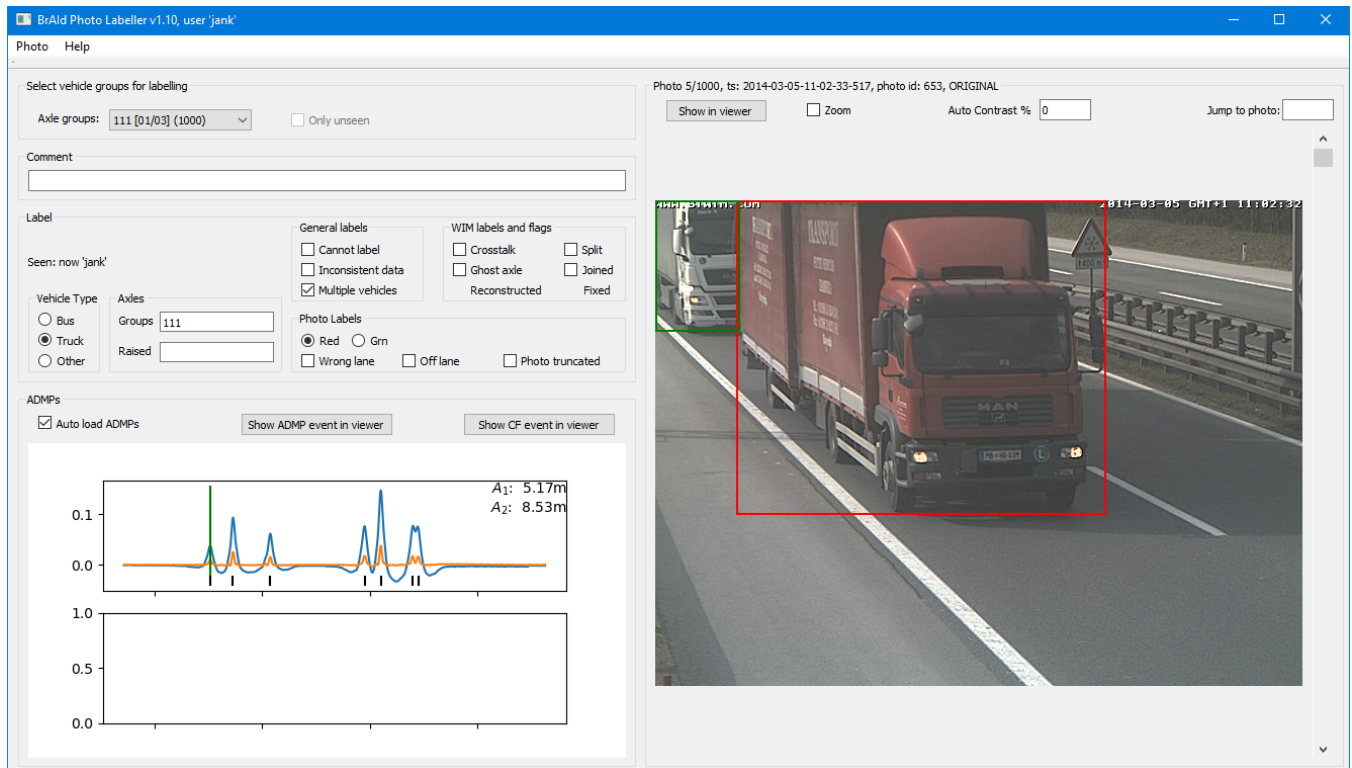 BrAId Photo Labeller v1.10, user 'jank'
Photo Help
Select vehicle groups for labelling
Axle groups: 111 [01/03] (1000) Only unseen
Comment
Label
Seen: now 'jank'
General labels
Cannot label
Inconsistent data
Multiple vehicles
WIM labels and flags
Crosstalk Split
Ghost axle Joined
Reconstructed Fixed
Vehicle Type
Bus
Truck
Other
Axles
Groups 111
Raised
Photo Labels
Red Grn
Wrong lane Off lane Photo truncated
ADMPs
Auto load ADMPs Show ADMP event in viewer Show CF event in viewer
A1: 5.17m
A2: 8.53m
0.1
0.0
1.0
0.5
0.0
Photo 5/1000, ts: 2014-03-05-11-02-33-517, photo id: 653, ORIGINAL
Show in viewer Zoom Auto Contrast % 0 Jump to photo:
2014-03-05 GMT+1 11:02:32
TRANSPORT
MAN
L